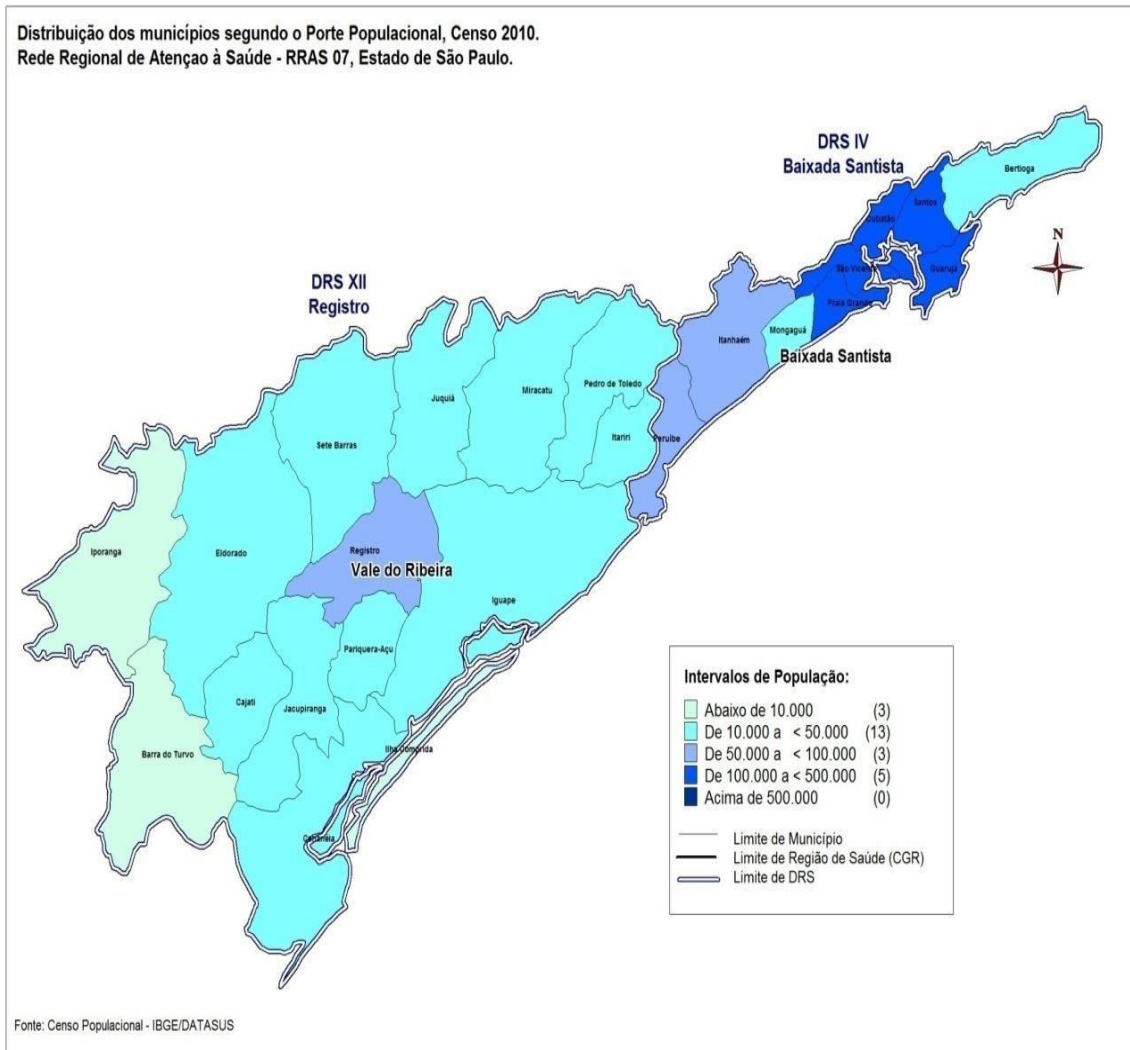 Distribuição dos municípios segundo o Porte Populacional, Censo 2010.
Rede Regional de Atençao à Saúde - RRAS 07, Estado de São Paulo.
DRS IV
Baixada Santista
Bertioga
Santos
Cubatão
N
São Vicente
Guarujá
Praia Grande
DRS XII
Registro
Itanhaém
Mongaguá
Baixada Santista
Pedro de Toledo
Miracatu
Juquiá
Itariri
Peruíbe
Sete Barras
Iporanga
Eldorado
Registro
Vale do Ribeira
Iguape
Pariquera-Açu
Cajati
Jacupiranga
Barra do Turvo
Ilha Comprida
Cananéia
Intervalos de População:
Abaixo de 10.000 (3)
De 10.000 a < 50.000 (13)
De 50.000 a < 100.000 (3)
De 100.000 a < 500.000 (5)
Acima de 500.000 (0)
Limite de Município
Limite de Região de Saúde (CGR)
Limite de DRS
Fonte: Censo Populacional - IBGE/DATASUS